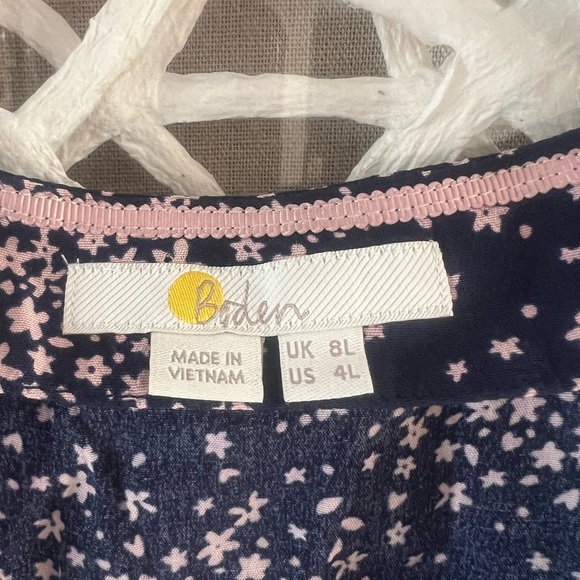 Boden
MADE IN
VIETNAM
UK 8L
US 4L